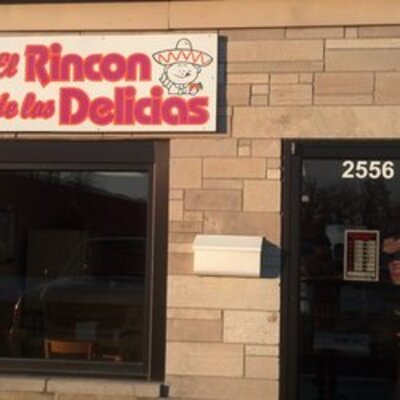 El Rincon
de las Delicias
2556